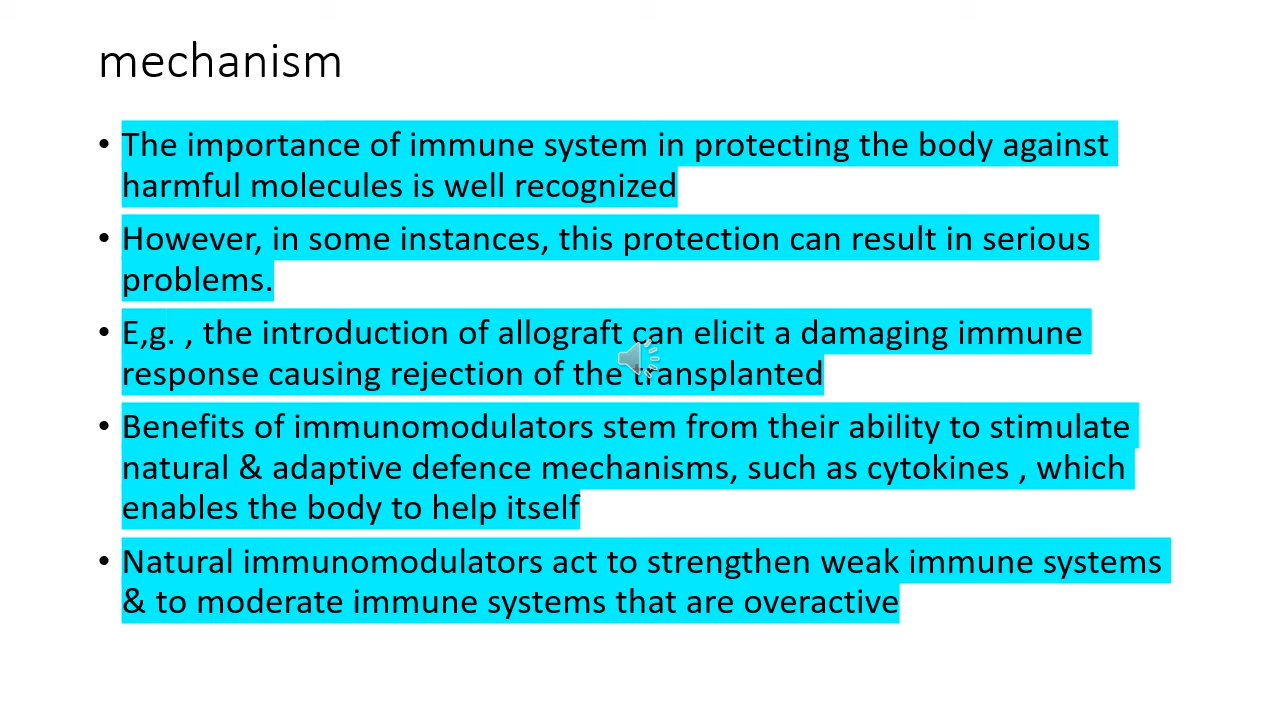 mechanism
• The importance of immune system in protecting the body against
harmful molecules is well recognized
• However, in some instances, this protection can result in serious
problems.
• E,g. , the introduction of allograft can elicit a damaging immune
response causing rejection of the transplanted
• Benefits of immunomodulators stem from their ability to stimulate
natural & adaptive defence mechanisms, such as cytokines , which
enables the body to help itself
• Natural immunomodulators act to strengthen weak immune systems
& to moderate immune systems that are overactive